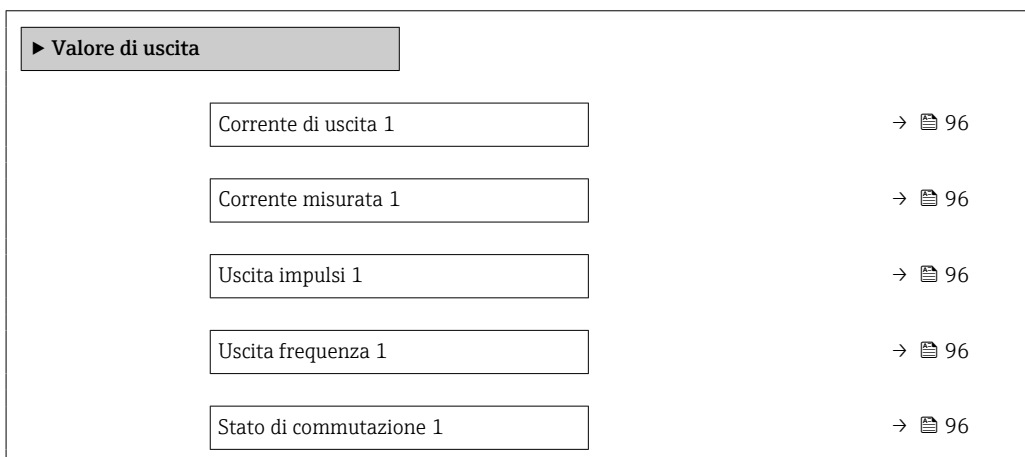 ▶ Valore di uscita
Corrente di uscita 1 → 96
Corrente misurata 1 → 96
Uscita impulsi 1 → 96
Uscita frequenza 1 → 96
Stato di commutazione 1 → 96